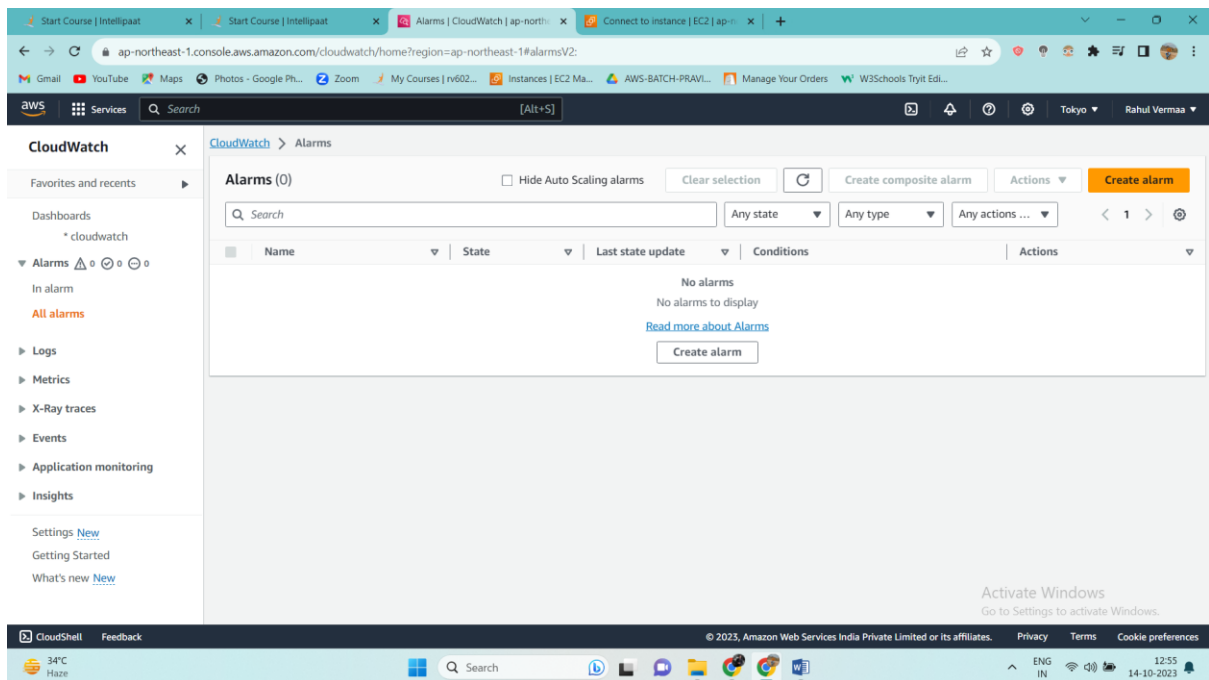 Start Course | Intellipaat
Start Course | Intellipaat
Alarms | CloudWatch | ap-northe
Connect to instance | EC2 | ap-n
ap-northeast-1.console.aws.amazon.com/cloudwatch/home?region=ap-northeast-1#alarmsV2:
Gmail YouTube Maps Photos - Google Ph... Zoom My Courses | rv602... Instances | EC2 Ma... AWS-BATCH-PRAVI... Manage Your Orders W3Schools Tryit Edi...
aws Services Search [Alt+S] Tokyo Rahul Vermaa
CloudWatch
Favorites and recents
Dashboards
* cloudwatch
Alarms 0 0 0
In alarm
All alarms
Logs
Metrics
X-Ray traces
Events
Application monitoring
Insights
Settings New
Getting Started
What's new New
CloudWatch > Alarms
Alarms (0) Hide Auto Scaling alarms Clear selection Create composite alarm Actions Create alarm
Search Any state Any type Any actions ... 1
Name State Last state update Conditions Actions
No alarms
No alarms to display
Read more about Alarms
Create alarm
Activate Windows
Go to Settings to activate Windows.
CloudShell Feedback © 2023, Amazon Web Services India Private Limited or its affiliates. Privacy Terms Cookie preferences
34°C
Haze
Search
ENG
IN
12:55
14-10-2023